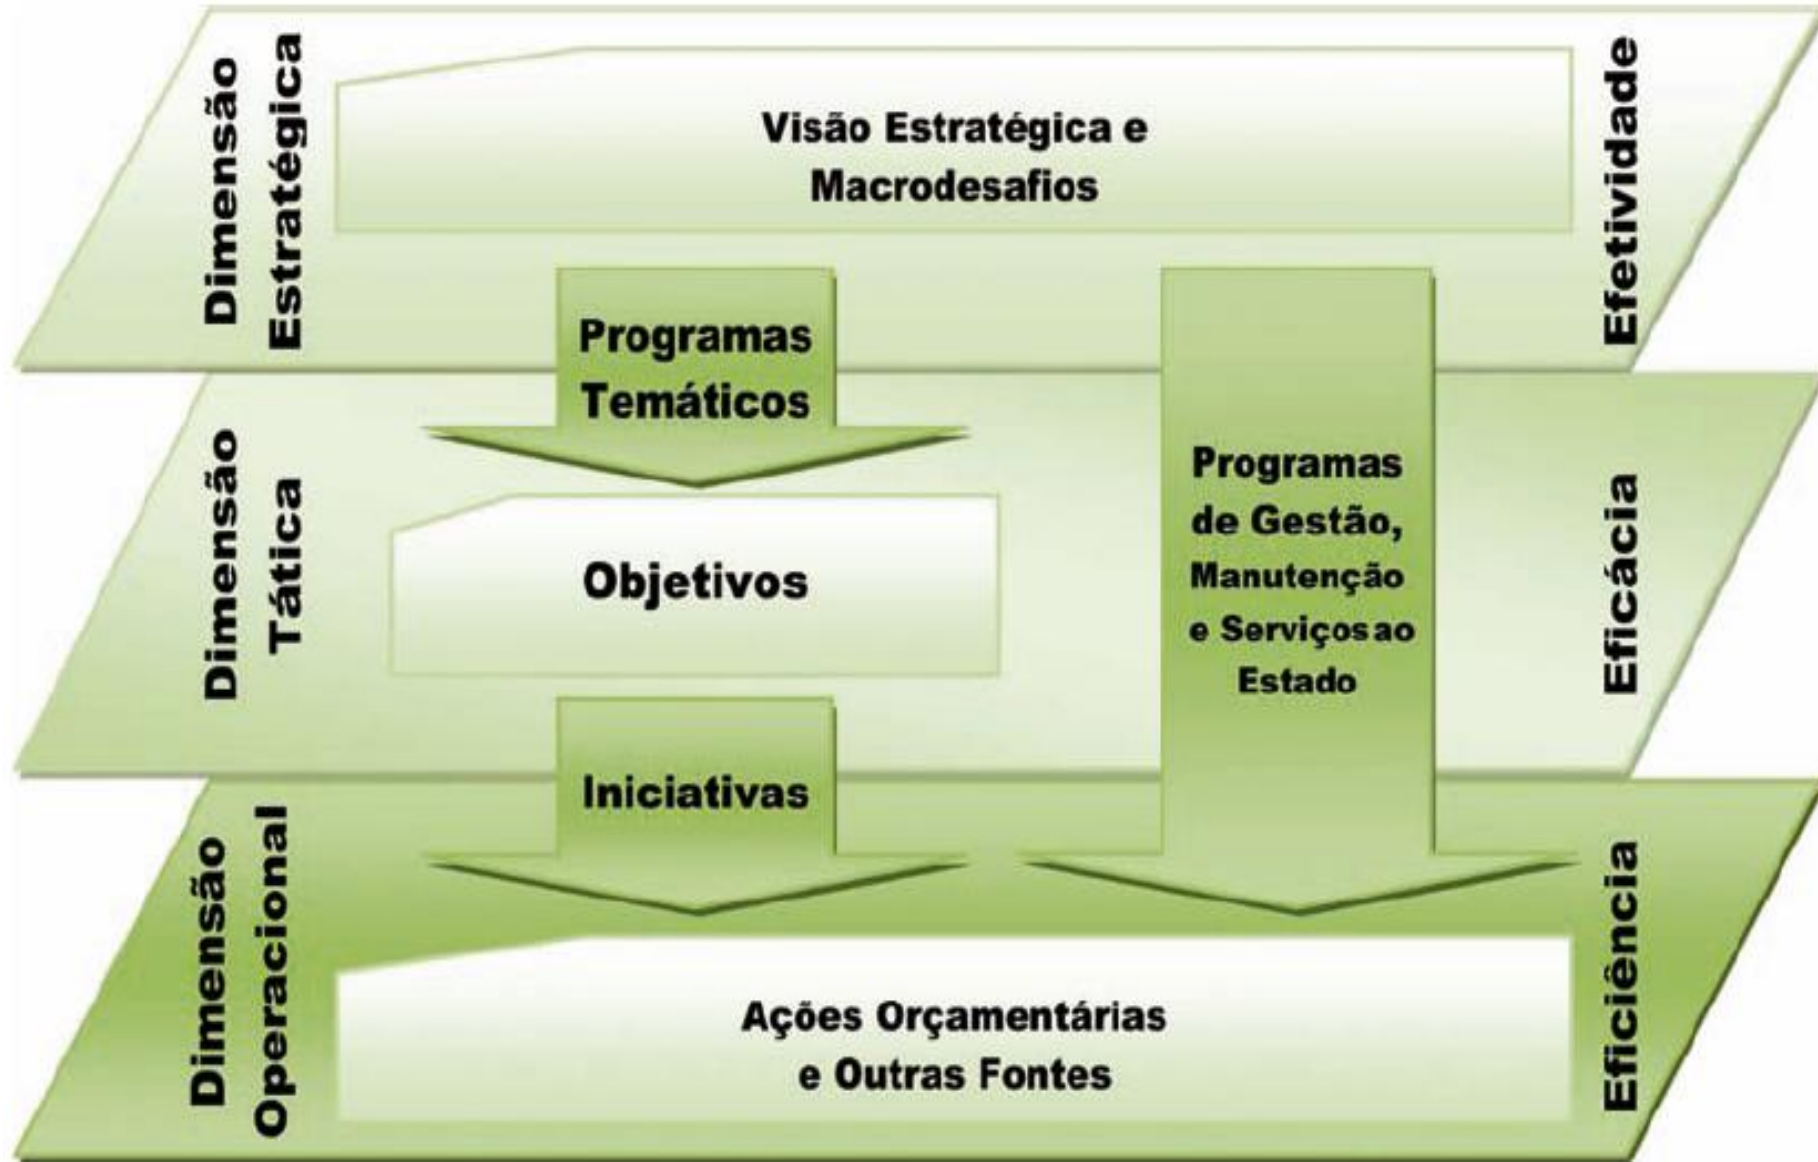 Dimensão
Estratégica
Visão Estratégica e
Macrodesafios
Efetividade
Programas
Temáticos
Dimensão
Tática
Objetivos
Programas
de Gestão,
Manutenção
e Serviços ao
Estado
Eficácia
Iniciativas
Dimensão
Operacional
Ações Orçamentárias
e Outras Fontes
Eficiência